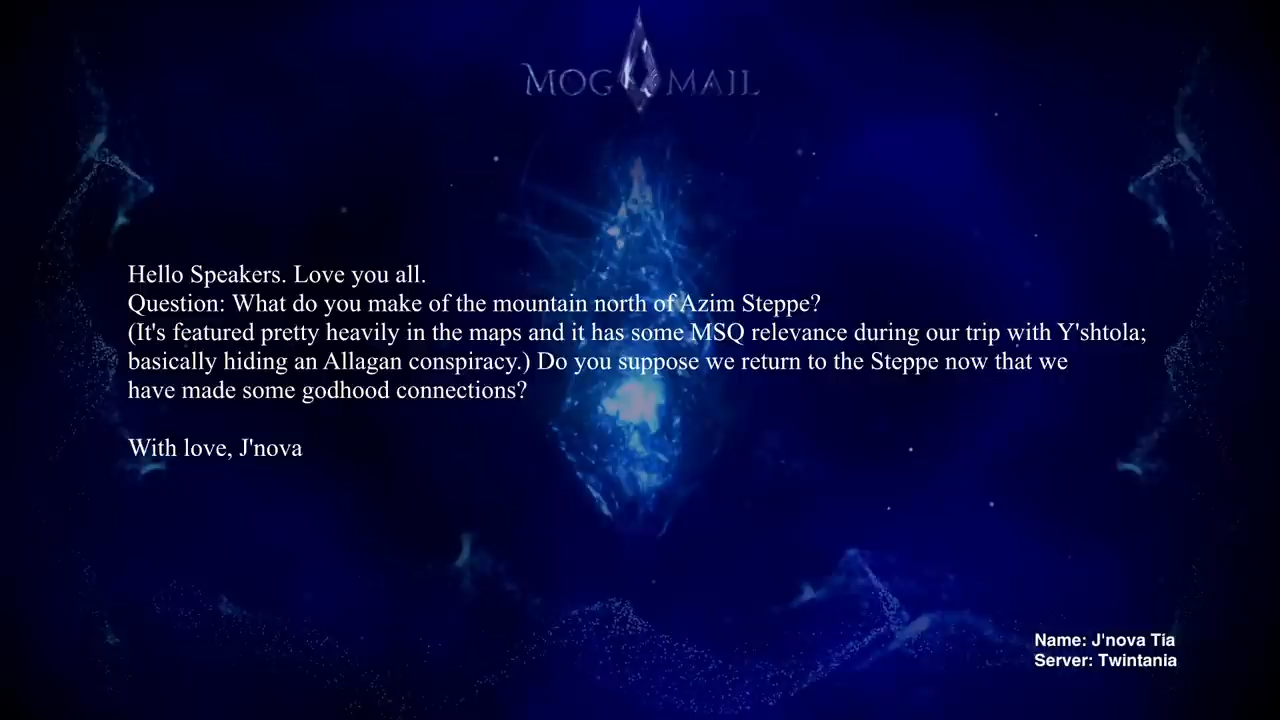 MOG MAIL
Hello Speakers. Love you all.
Question: What do you make of the mountain north of Azim Steppe?
(It's featured pretty heavily in the maps and it has some MSQ relevance during our trip with Y'shtola;
basically hiding an Allagan conspiracy.) Do you suppose we return to the Steppe now that we
have made some godhood connections?
With love, J'nova
Name: J'nova Tia
Server: Twintania